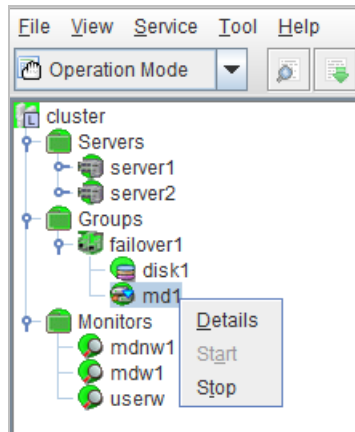 File View Service Tool Help
Operation Mode
L cluster
Servers
server1
server2
Groups
failover1
disk1
md1
Details
Start
Stop
Monitors
mdnw1
mdw1
userw